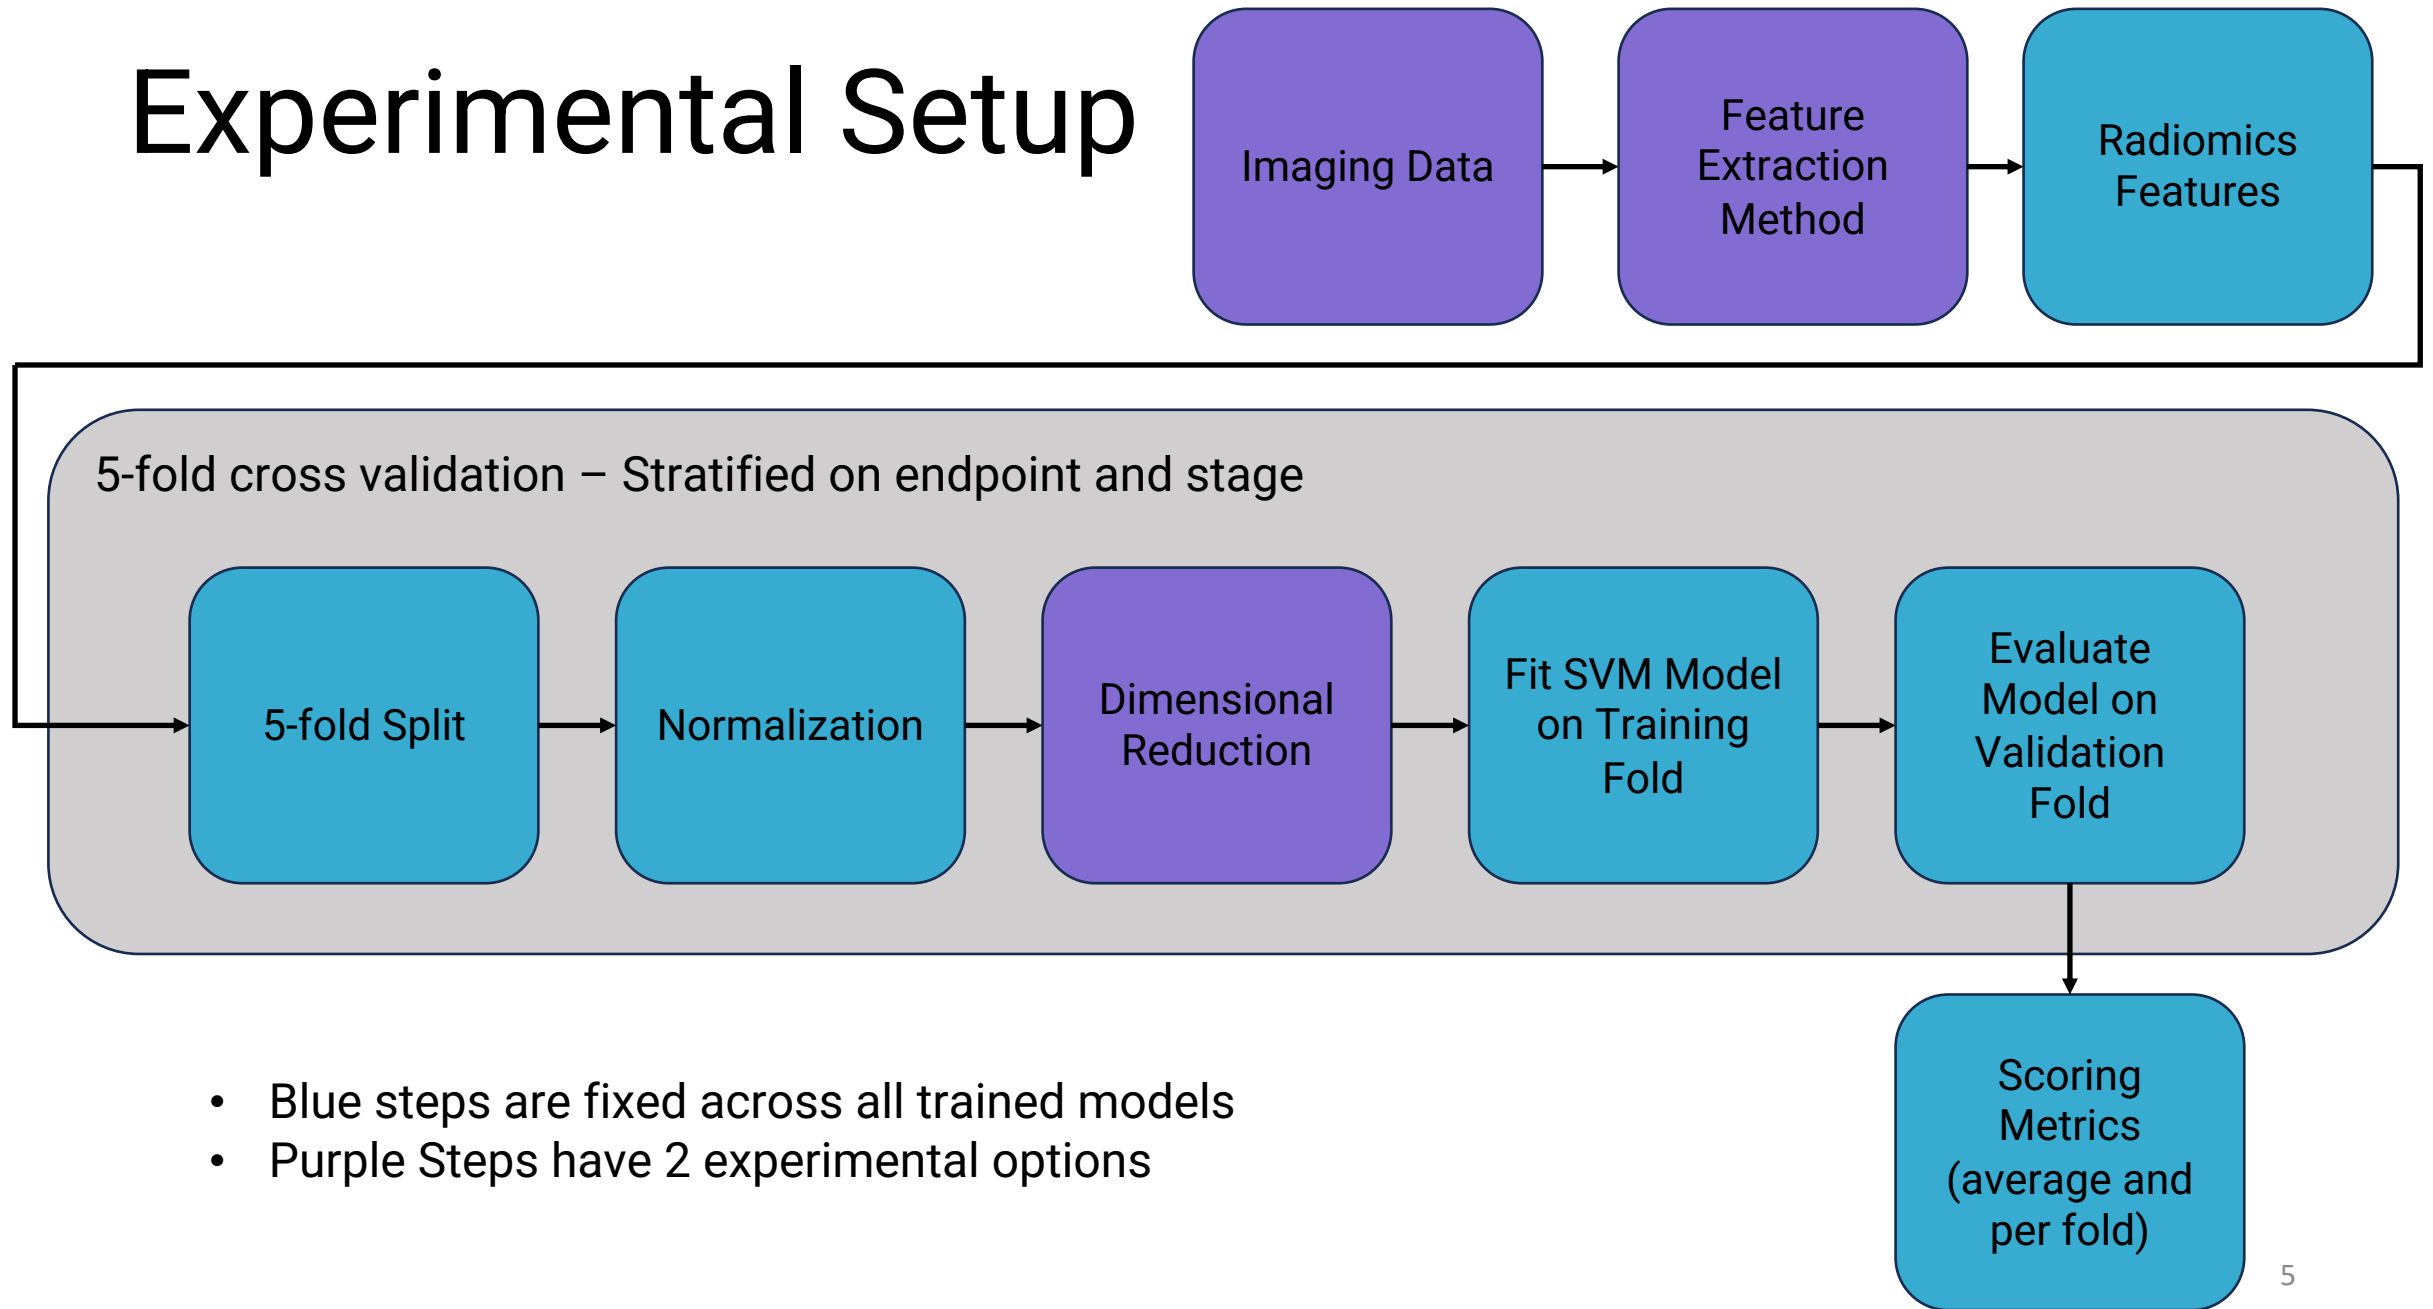 Experimental Setup
Imaging Data
Feature
Extraction
Method
Radiomics
Features
5-fold cross validation – Stratified on endpoint and stage
5-fold Split
Normalization
Dimensional
Reduction
Fit SVM Model
on Training
Fold
Evaluate
Model on
Validation
Fold
Scoring
Metrics
(average and
per fold)
• Blue steps are fixed across all trained models
• Purple Steps have 2 experimental options
5